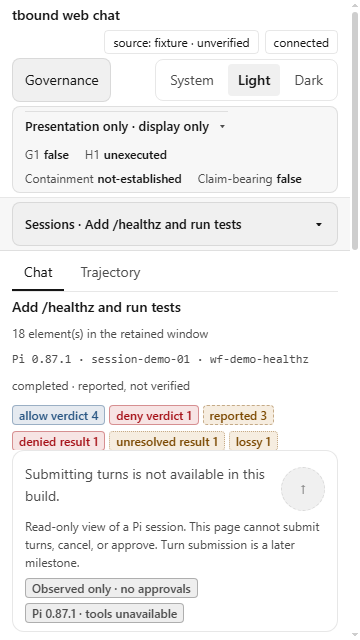 tbound web chat
source: fixture · unverified
connected
Governance
System
Light
Dark
Presentation only · display only
G1 false H1 unexecuted
Containment not-established Claim-bearing false
Sessions · Add /healthz and run tests
Chat
Trajectory
Add /healthz and run tests
18 element(s) in the retained window
Pi 0.87.1 · session-demo-01 · wf-demo-healthz
completed · reported, not verified
allow verdict 4
deny verdict 1
reported 3
denied result 1
unresolved result 1
lossy 1
Submitting turns is not available in this
build.
↑
Read-only view of a Pi session. This page cannot submit
turns, cancel, or approve. Turn submission is a later
milestone.
Observed only · no approvals
Pi 0.87.1 · tools unavailable